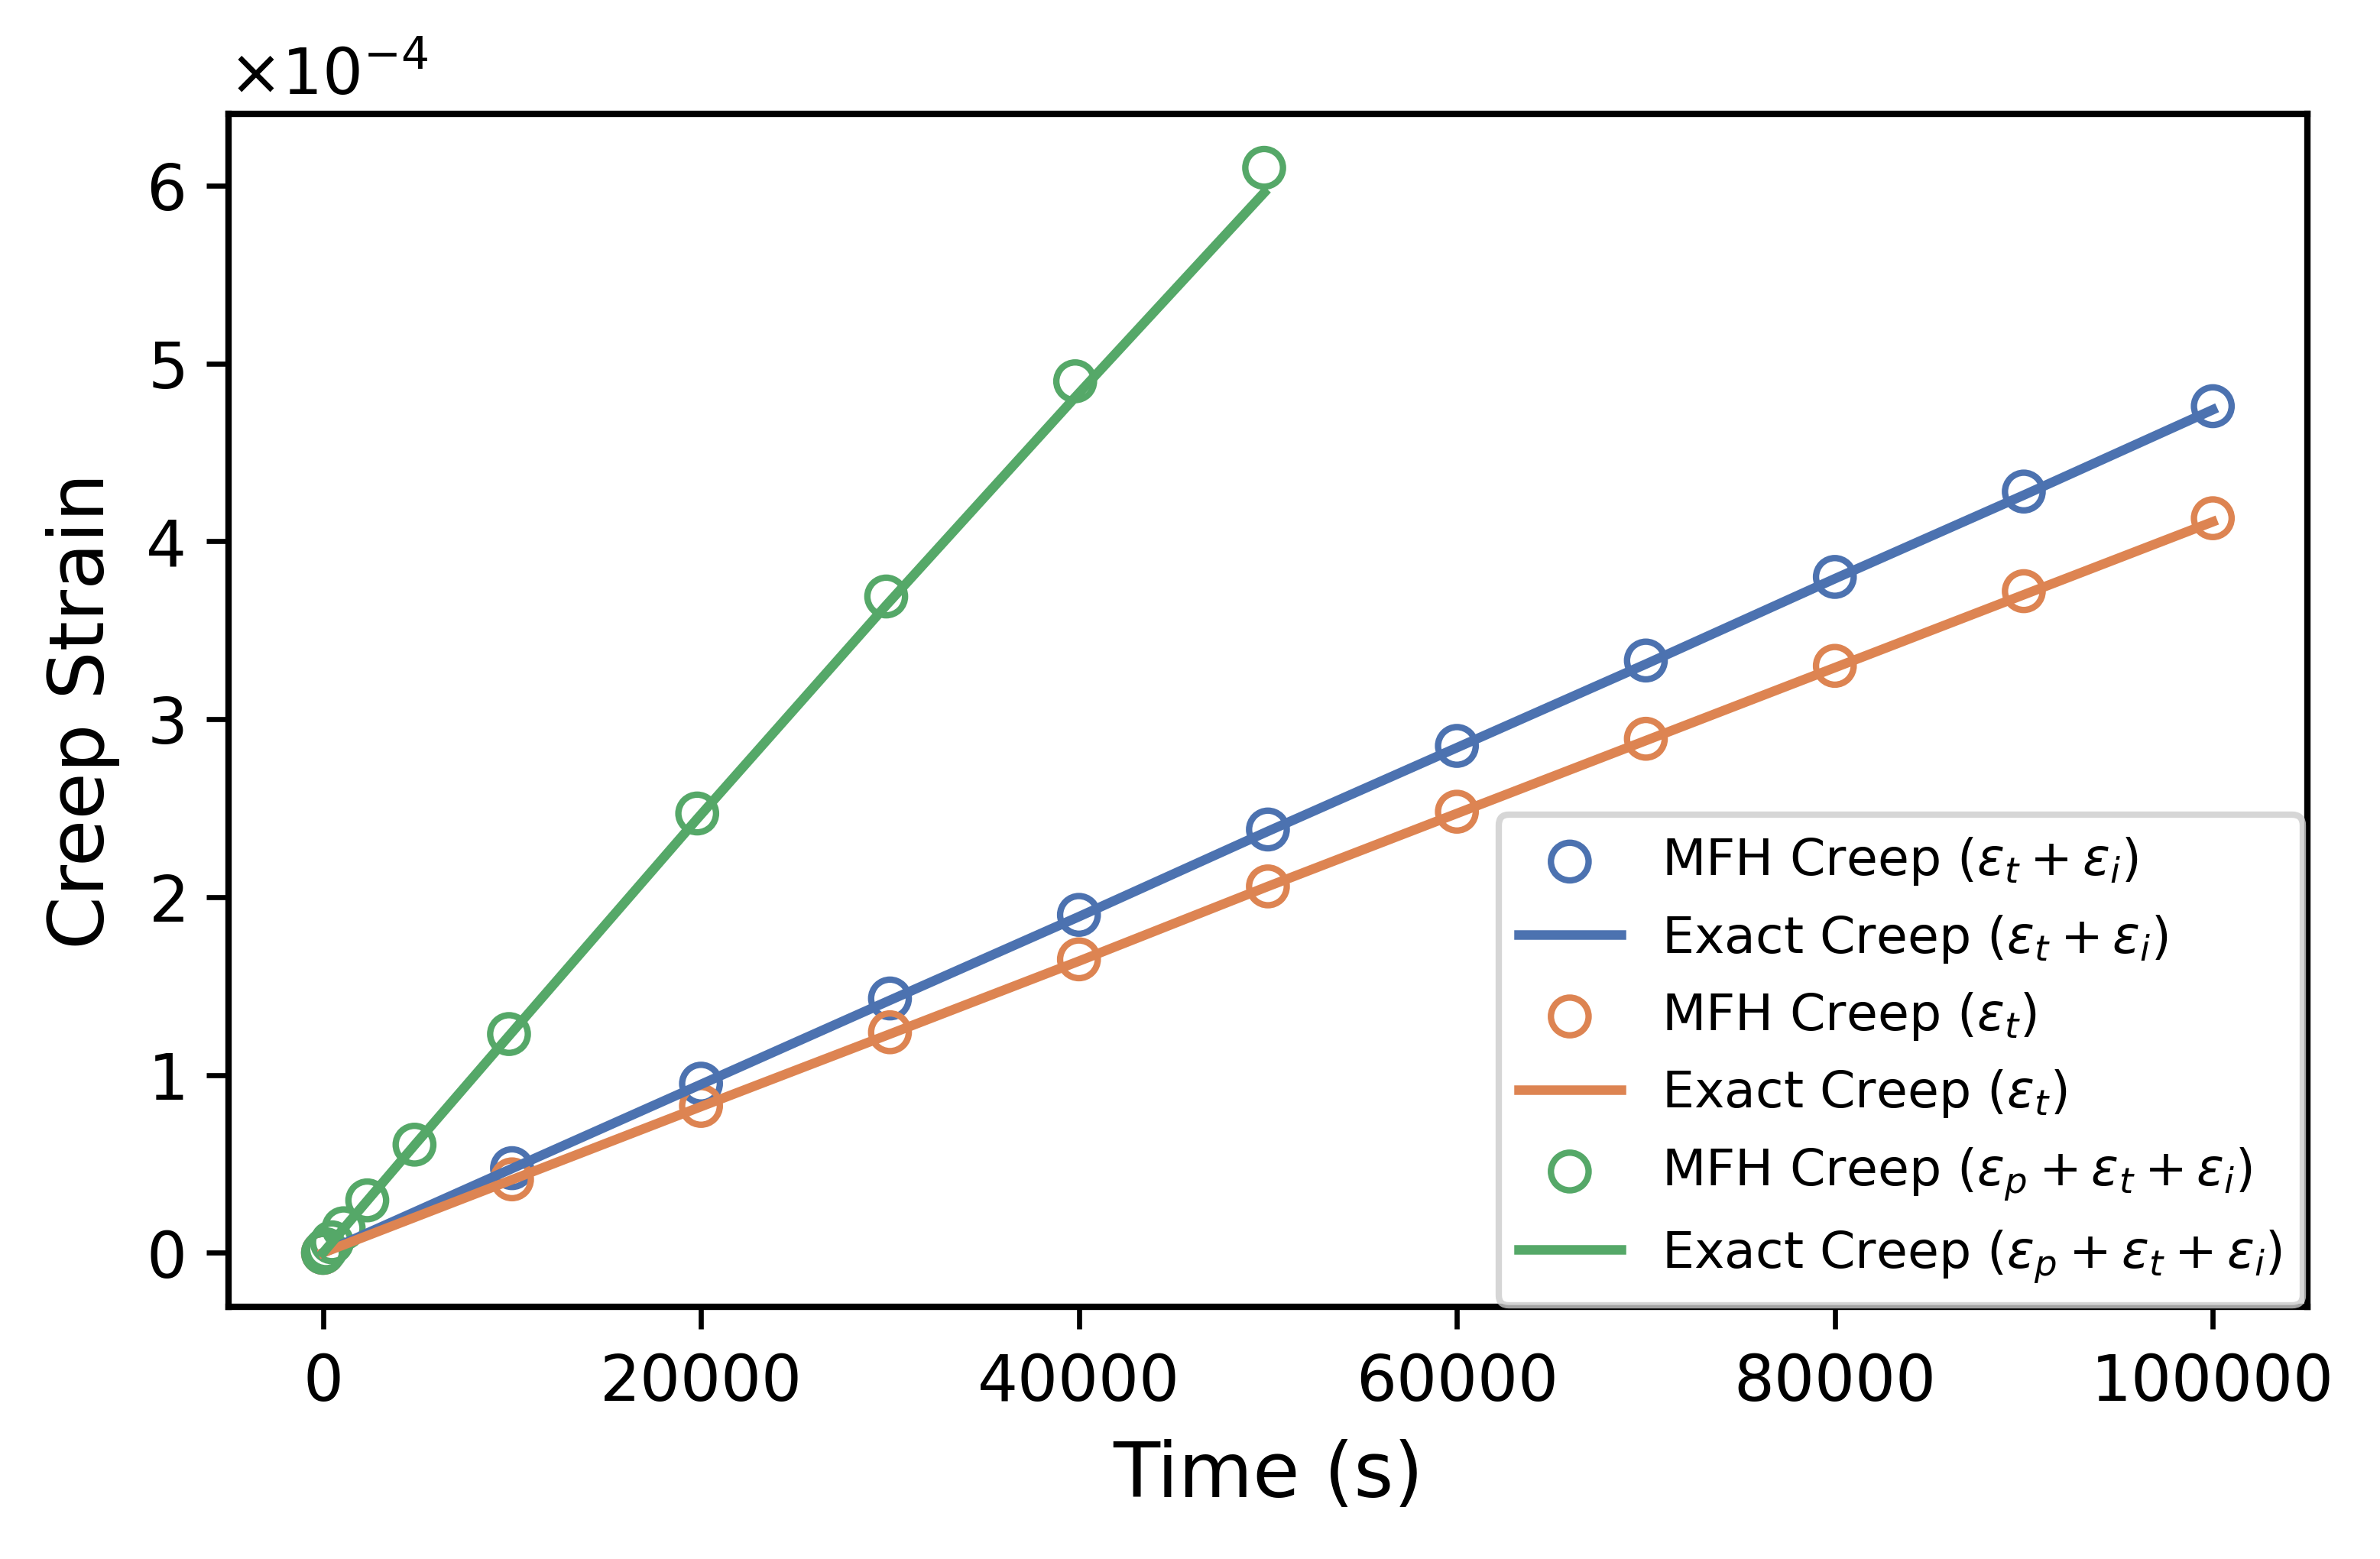 ×10⁻⁴
6
5
4
3
2
1
0
Creep Strain
MFH Creep (εₜ + εᵢ)
Exact Creep (εₜ + εᵢ)
MFH Creep (εₜ)
Exact Creep (εₜ)
MFH Creep (εₚ + εₜ + εᵢ)
Exact Creep (εₚ + εₜ + εᵢ)
0 20000 40000 60000 80000 100000
Time (s)